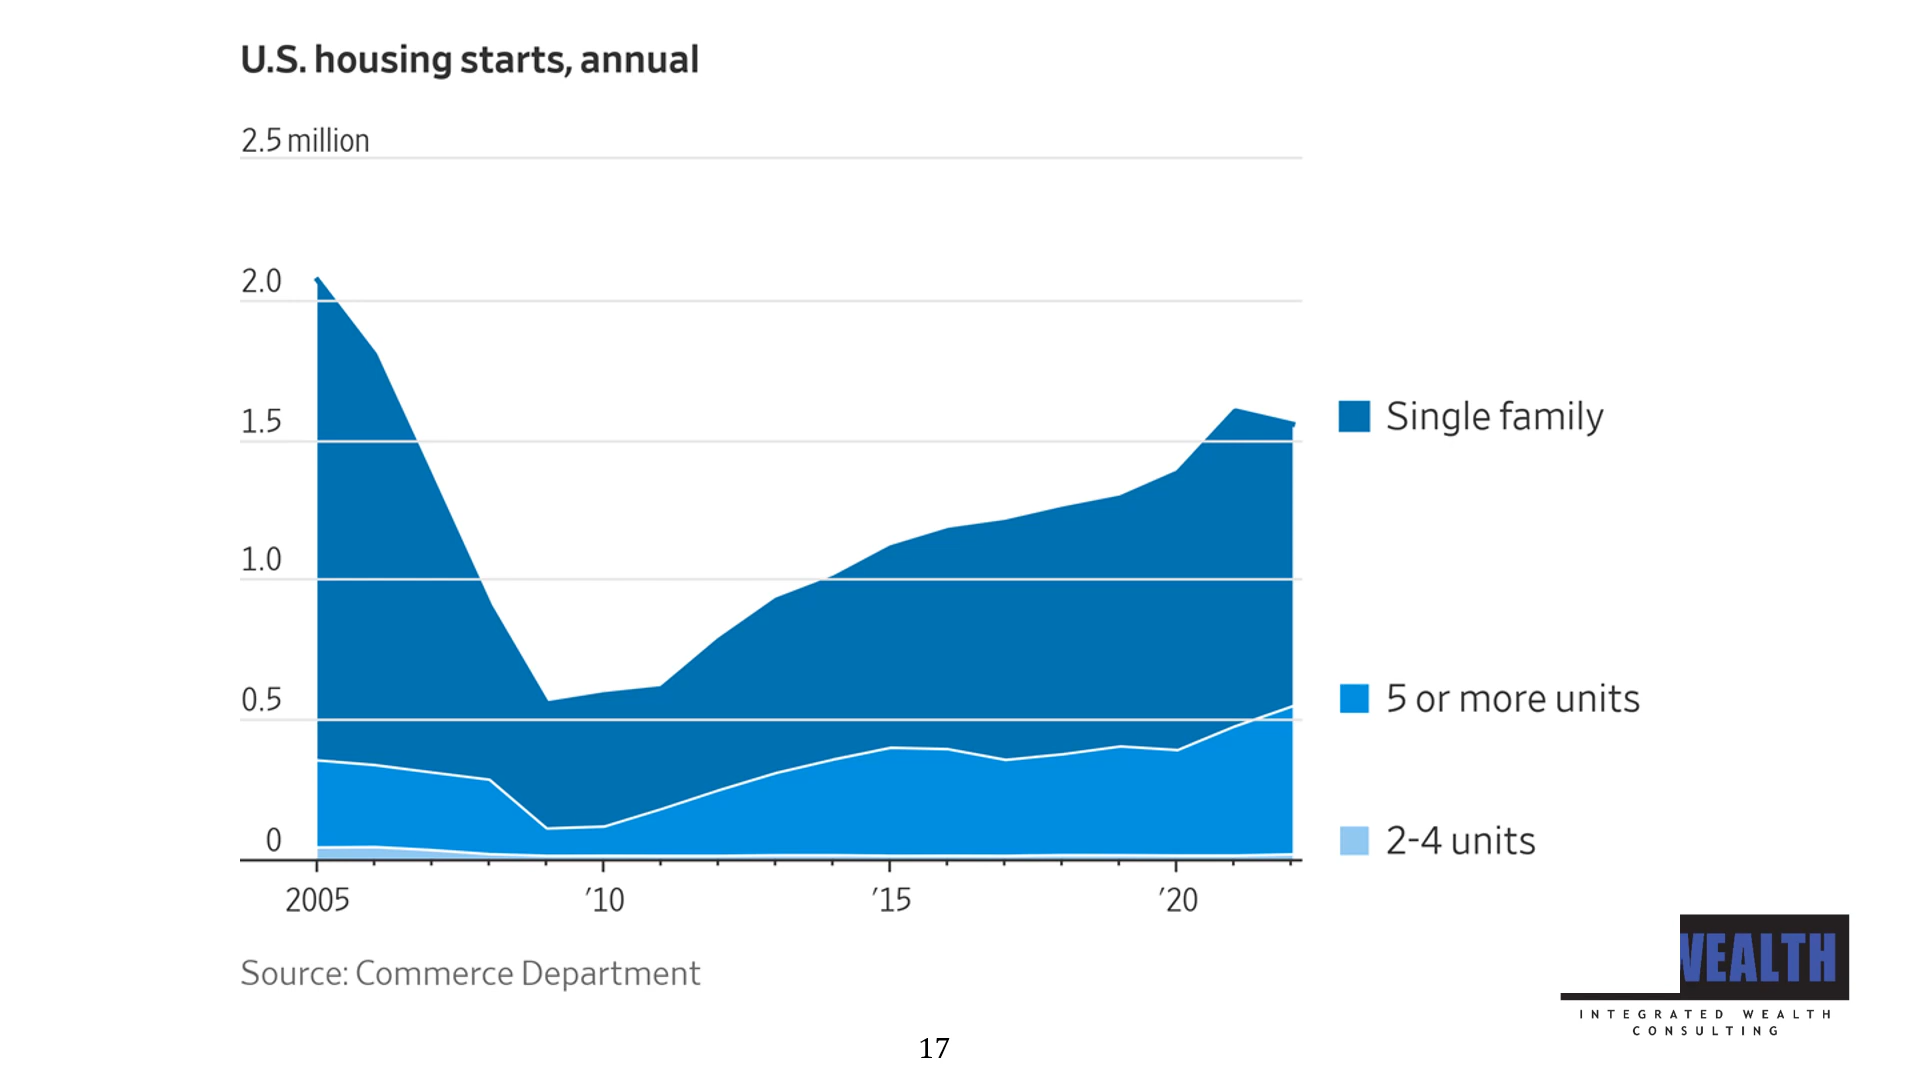 U.S. housing starts, annual
2.5 million
2.0
1.5
1.0
0.5
0
2005 ’10 ’15 ’20
Single family
5 or more units
2-4 units
Source: Commerce Department
WEALTH
INTEGRATED WEALTH
CONSULTING
17